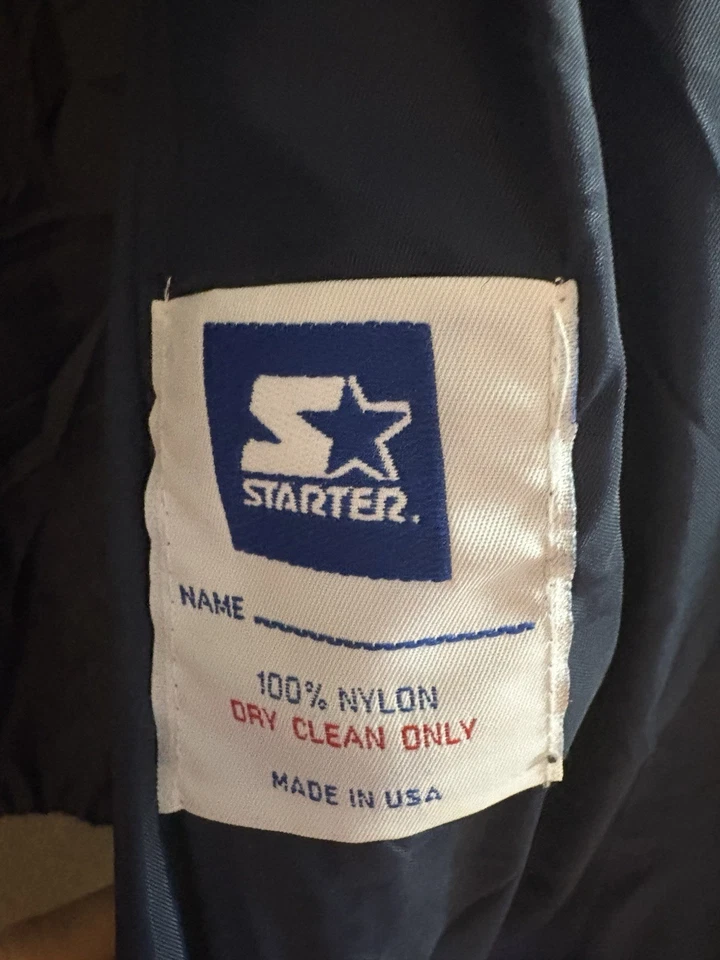 STARTER.
NAME
100% NYLON
DRY CLEAN ONLY
MADE IN USA